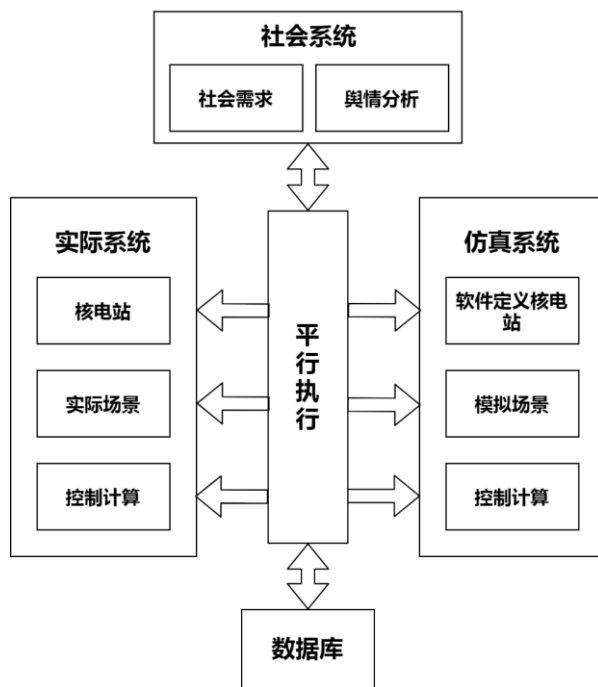 社会系统
社会需求
舆情分析
实际系统
核电站
实际场景
控制计算
平
行
执
行
仿真系统
软件定义核电
站
模拟场景
控制计算
数据库